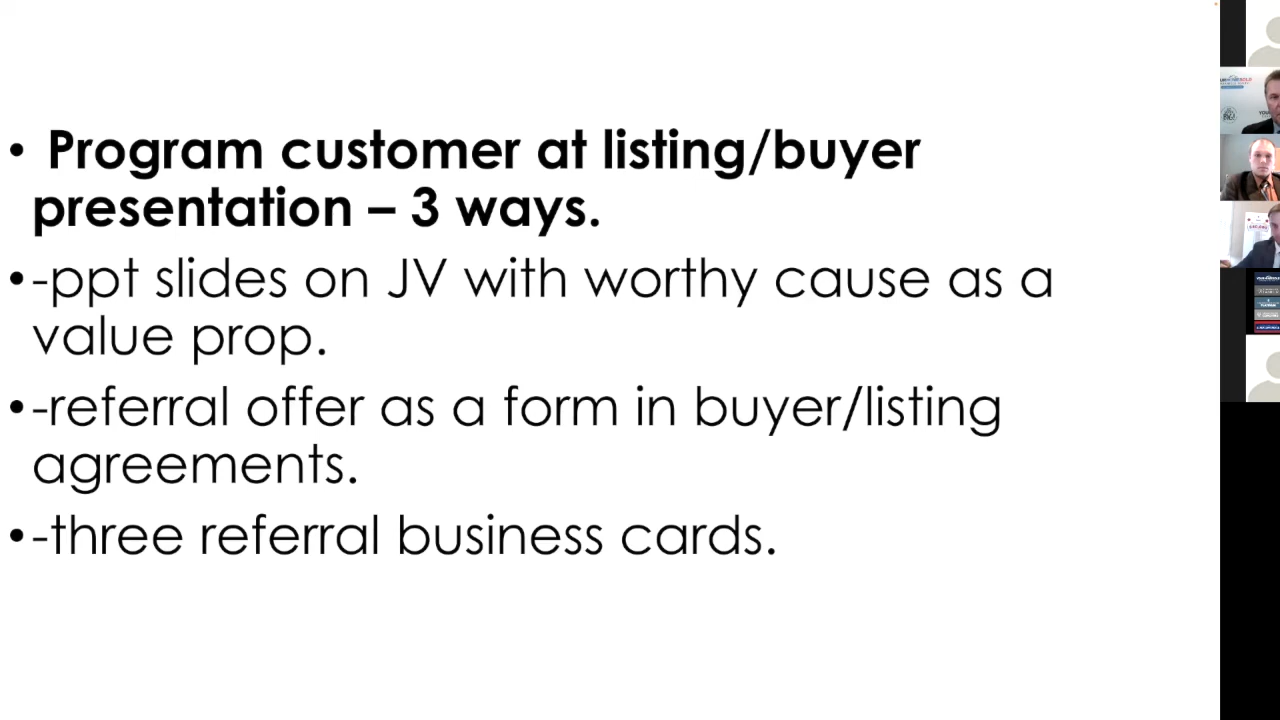 • Program customer at listing/buyer
presentation – 3 ways.
• -ppt slides on JV with worthy cause as a
value prop.
• -referral offer as a form in buyer/listing
agreements.
• -three referral business cards.